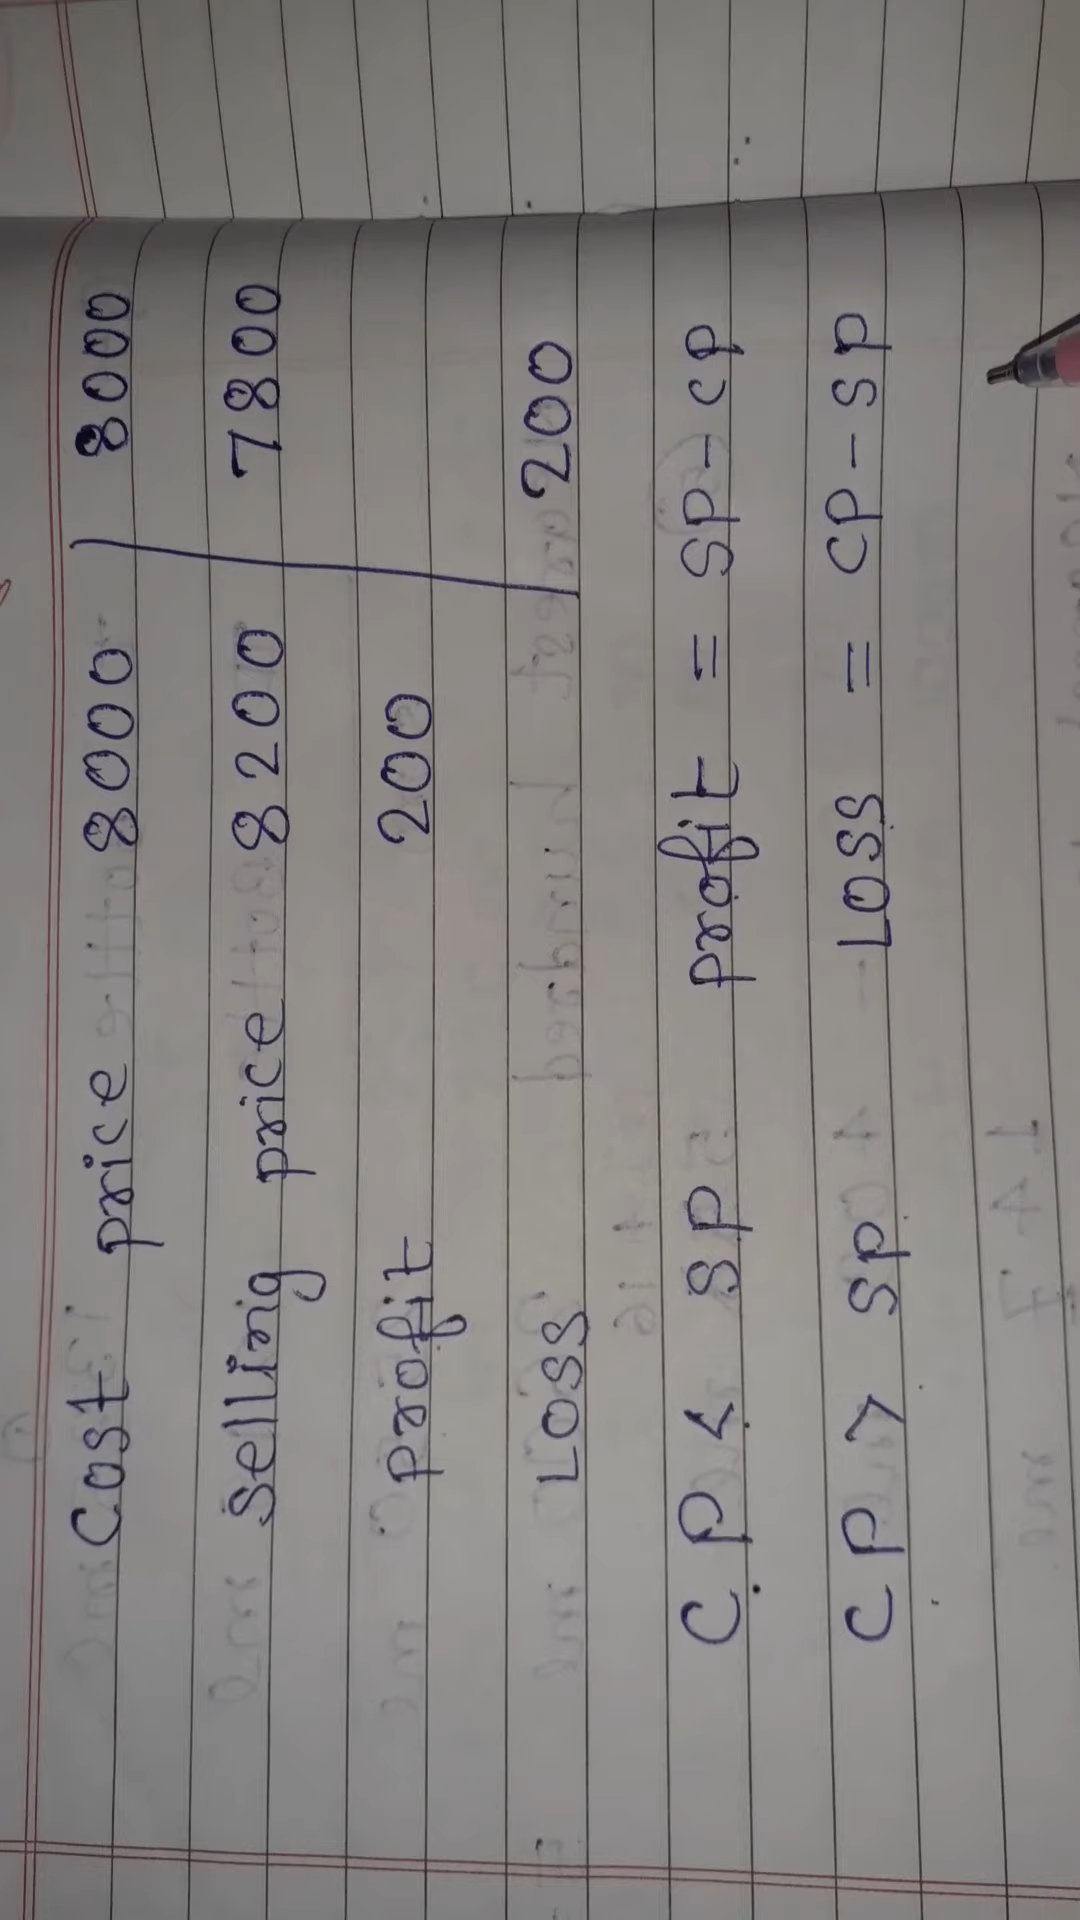 Cost price 8000 / 8000
Selling price 8200 7800
profit 200
LOSS 200
CP < SP profit = SP - CP
CP > SP LOSS = CP - SP